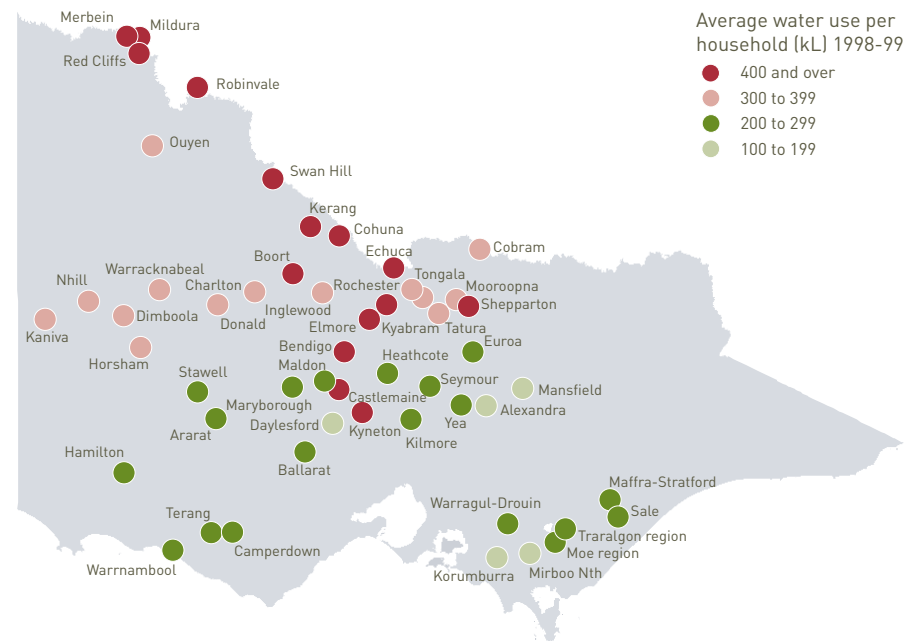 Average water use per
household (kL) 1998-99
400 and over
300 to 399
200 to 299
100 to 199
Merbein
Mildura
Red Cliffs
Robinvale
Ouyen
Swan Hill
Kerang
Cohuna
Echuca
Cobram
Boort
Tongala
Warracknabeal
Nhill
Charlton
Rochester
Mooroopna
Shepparton
Inglewood
Dimboola
Donald
Elmore
Kyabram
Tatura
Kaniva
Horsham
Bendigo
Euroa
Maldon
Heathcote
Stawell
Seymour
Mansfield
Maryborough
Castlemaine
Alexandra
Daylesford
Kyneton
Yea
Ararat
Kilmore
Hamilton
Ballarat
Maffra-Stratford
Warragul-Drouin
Sale
Terang
Traralgon region
Camperdown
Moe region
Warrnambool
Korumburra
Mirboo Nth